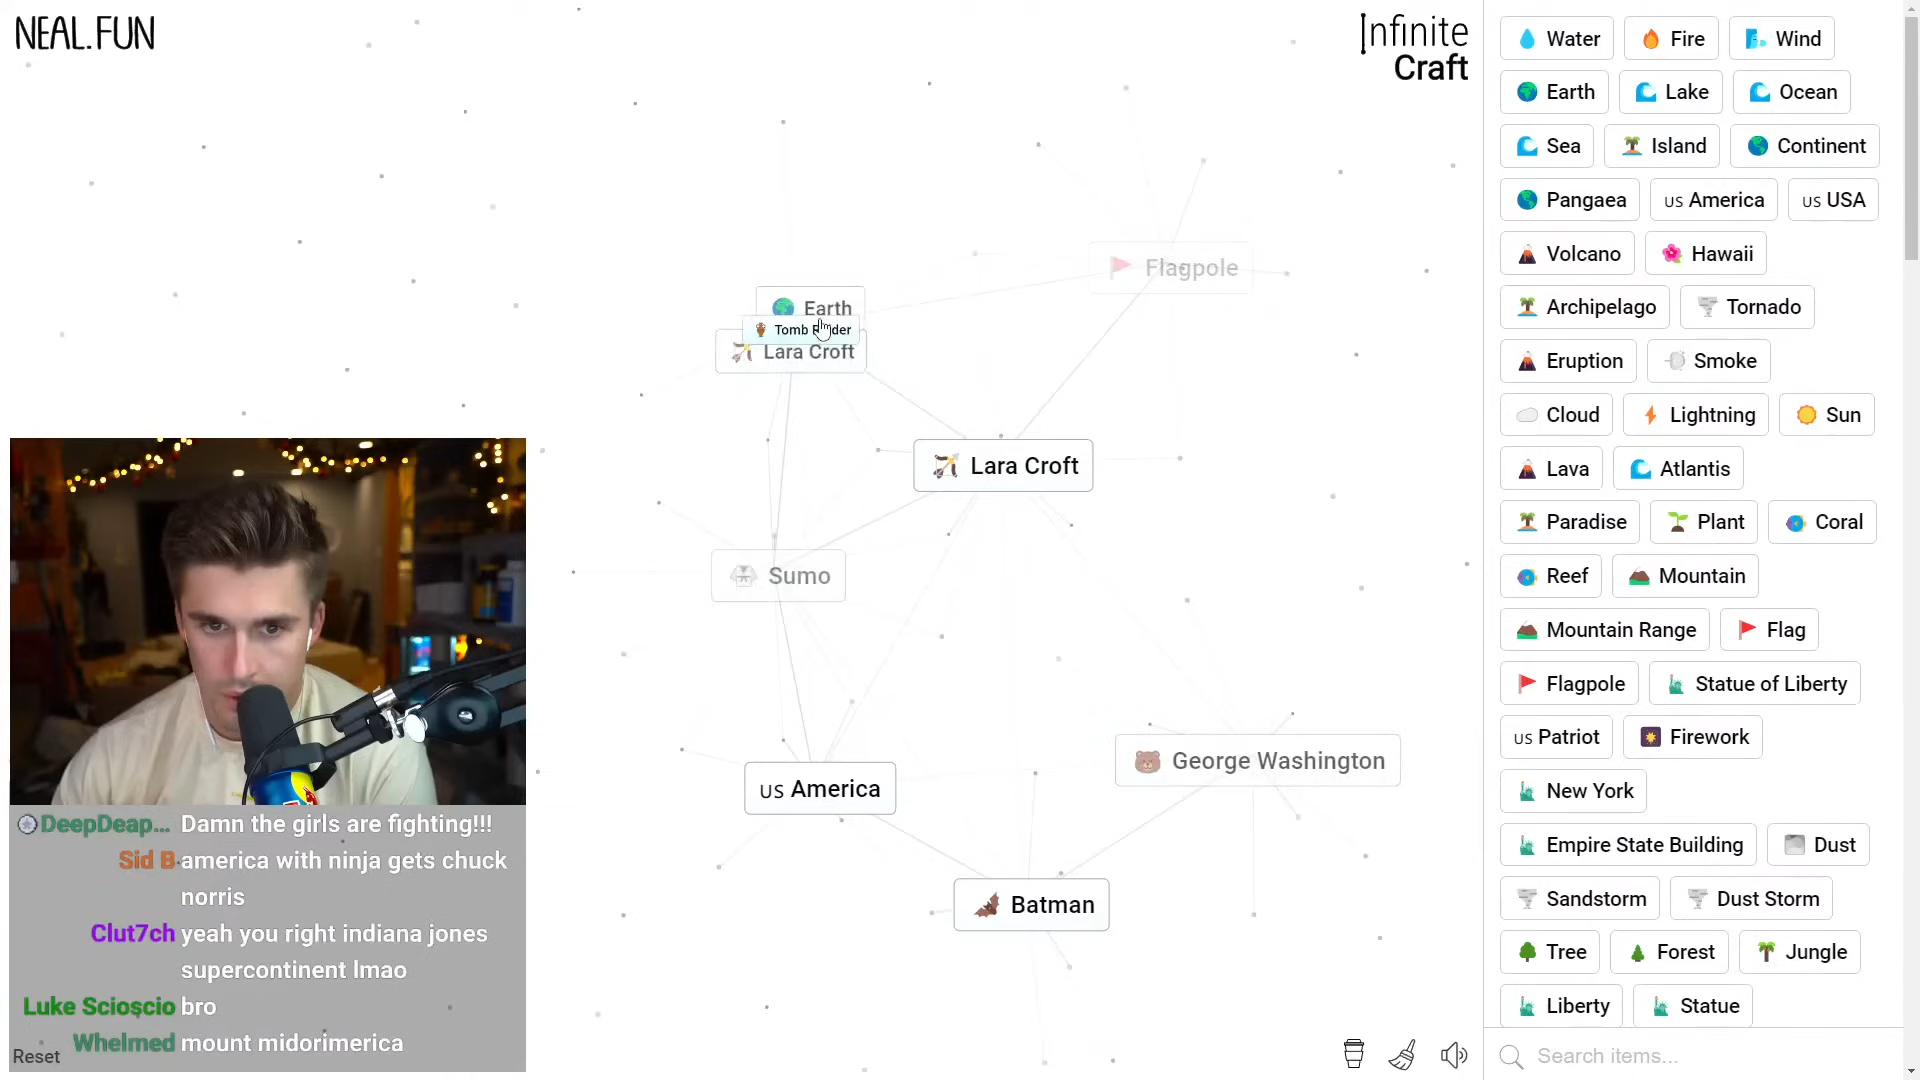 NEAL.FUN
Infinite
Craft
Flagpole
Earth
Tomb Raider
Lara Croft
Lara Croft
Sumo
George Washington
US America
Batman
DeepDeap... Damn the girls are fighting!!!
Sid B america with ninja gets chuck
norris
Clut7ch yeah you right indiana jones
supercontinent lmao
Luke Scioscio bro
Whelmed mount midorimerica
Reset
Water Fire Wind
Earth Lake Ocean
Sea Island Continent
Pangaea US America US USA
Volcano Hawaii
Archipelago Tornado
Eruption Smoke
Cloud Lightning Sun
Lava Atlantis
Paradise Plant Coral
Reef Mountain
Mountain Range Flag
Flagpole Statue of Liberty
US Patriot Firework
New York
Empire State Building Dust
Sandstorm Dust Storm
Tree Forest Jungle
Liberty Statue
Search items...